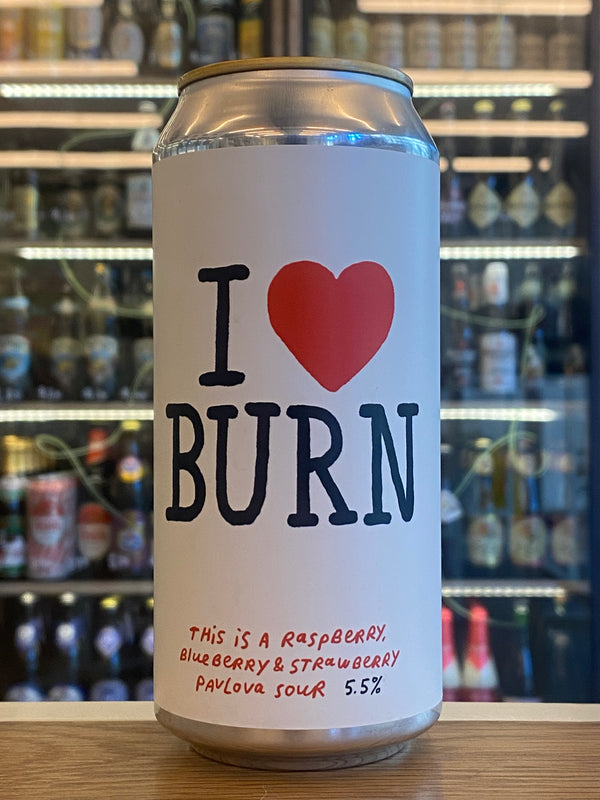 I ❤
BURN
THIS IS A RASPBERRY,
BLUEBERRY & STRAWBERRY
PAVLOVA SOUR 5.5%